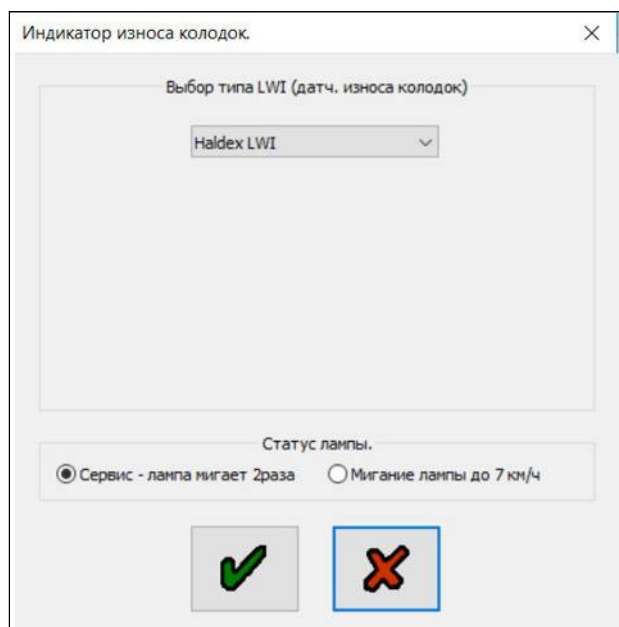 Индикатор износа колодок.
Выбор типа LWI (датч. износа колодок)
Haldex LWI
Статус лампы.
Сервис - лампа мигает 2раза Мигание лампы до 7 км/ч